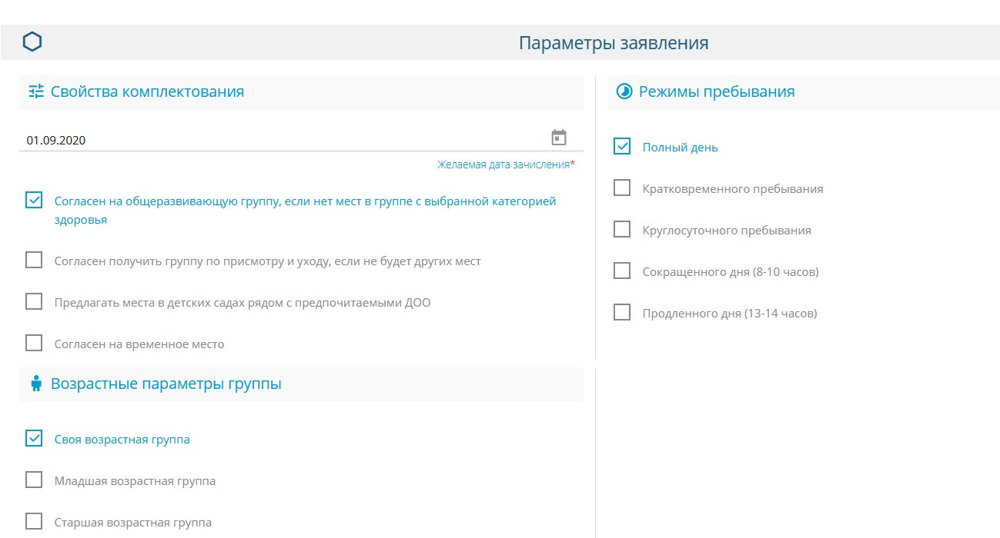 Параметры заявления
Свойства комплектования
01.09.2020
Желаемая дата зачисления*
Согласен на общеразвивающую группу, если нет мест в группе с выбранной категорией
здоровья
Согласен получить группу по присмотру и уходу, если не будет других мест
Предлагать места в детских садах рядом с предпочитаемыми ДОО
Согласен на временное место
Возрастные параметры группы
Своя возрастная группа
Младшая возрастная группа
Старшая возрастная группа
Режимы пребывания
Полный день
Кратковременного пребывания
Круглосуточного пребывания
Сокращенного дня (8-10 часов)
Продленного дня (13-14 часов)